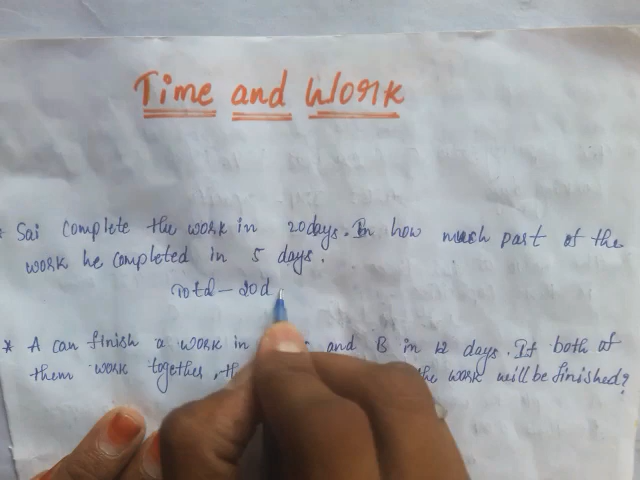 Time and Work
* Sai complete the work in 20 days. In how much part of the
work he completed in 5 days.
Total - 20d
* A can finish a work in and B in 12 days. If both of
them work together, the work will be finished?